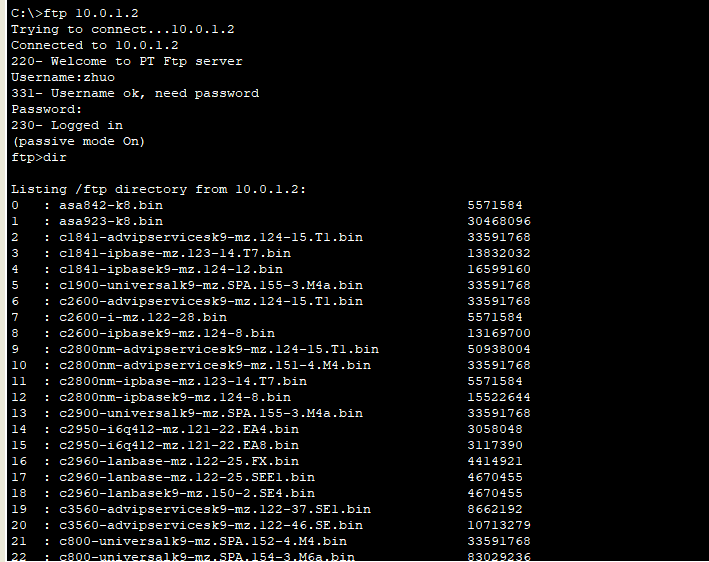 C:\>ftp 10.0.1.2
Trying to connect...10.0.1.2
Connected to 10.0.1.2
220- Welcome to PT Ftp server
Username:zhuo
331- Username ok, need password
Password:
230- Logged in
(passive mode On)
ftp>dir
Listing /ftp directory from 10.0.1.2:
0 : asa842-k8.bin 5571584
1 : asa923-k8.bin 30468096
2 : c1841-advipservicesk9-mz.124-15.T1.bin 33591768
3 : c1841-ipbase-mz.123-14.T7.bin 13832032
4 : c1841-ipbasek9-mz.124-12.bin 16599160
5 : c1900-universalk9-mz.SPA.155-3.M4a.bin 33591768
6 : c2600-advipservicesk9-mz.124-15.T1.bin 33591768
7 : c2600-i-mz.122-28.bin 5571584
8 : c2600-ipbasek9-mz.124-8.bin 13169700
9 : c2800nm-advipservicesk9-mz.124-15.T1.bin 50938004
10 : c2800nm-advipservicesk9-mz.151-4.M4.bin 33591768
11 : c2800nm-ipbase-mz.123-14.T7.bin 5571584
12 : c2800nm-ipbasek9-mz.124-8.bin 15522644
13 : c2900-universalk9-mz.SPA.155-3.M4a.bin 33591768
14 : c2950-i6q4l2-mz.121-22.EA4.bin 3058048
15 : c2950-i6q4l2-mz.121-22.EA8.bin 3117390
16 : c2960-lanbase-mz.122-25.FX.bin 4414921
17 : c2960-lanbase-mz.122-25.SEE1.bin 4670455
18 : c2960-lanbasek9-mz.150-2.SE4.bin 4670455
19 : c3560-advipservicesk9-mz.122-37.SE1.bin 8662192
20 : c3560-advipservicesk9-mz.122-46.SE.bin 10713279
21 : c800-universalk9-mz.SPA.152-4.M4.bin 33591768
22 : c800-universalk9-mz.SPA.154-3.M6a.bin 83029236